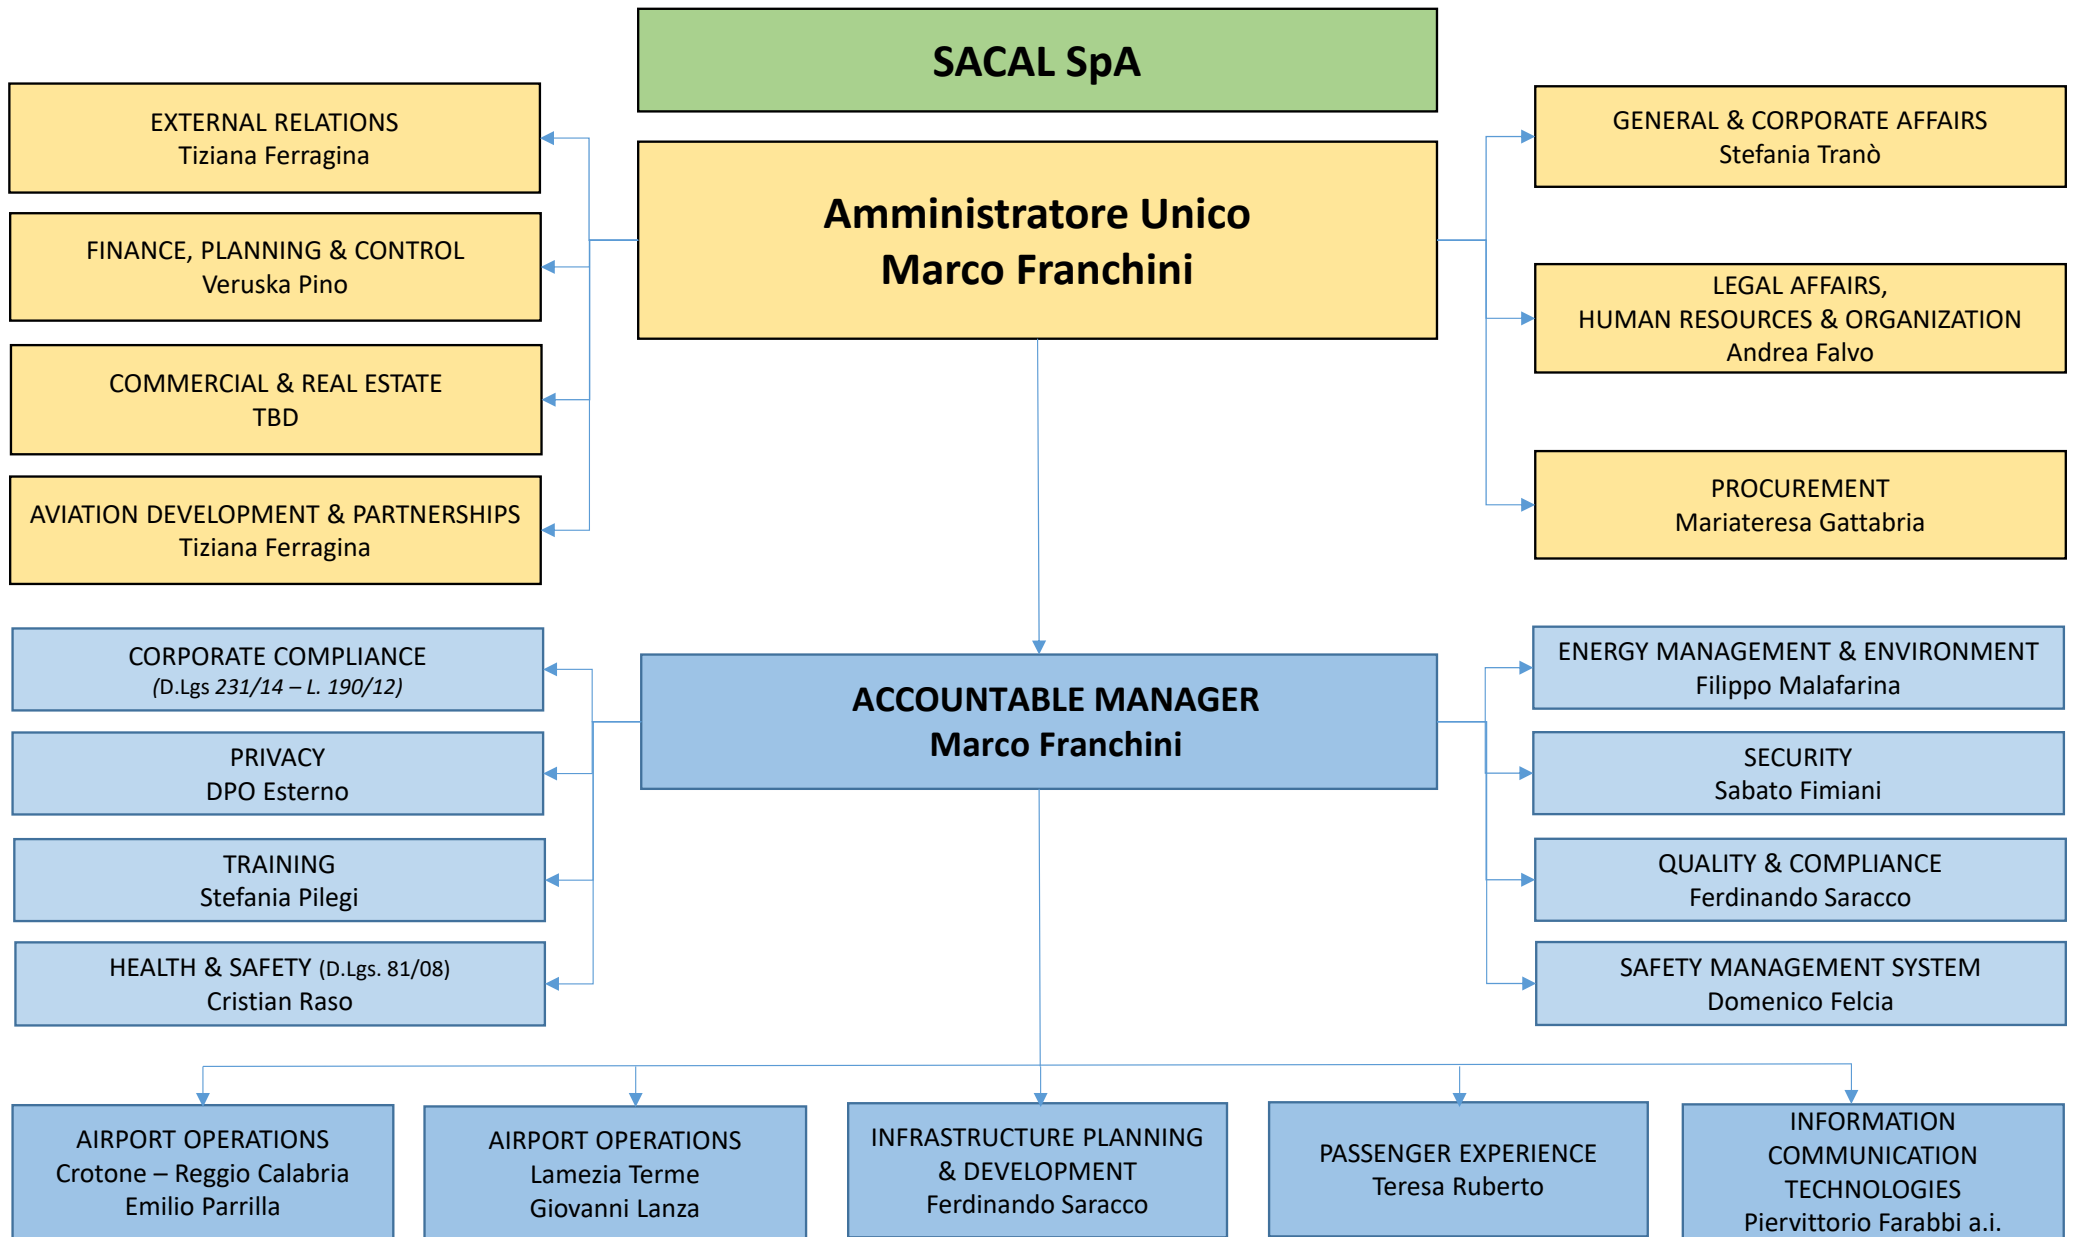 SACAL SpA
Amministratore Unico
Marco Franchini
EXTERNAL RELATIONS
Tiziana Ferragina
FINANCE, PLANNING & CONTROL
Veruska Pino
COMMERCIAL & REAL ESTATE
TBD
AVIATION DEVELOPMENT & PARTNERSHIPS
Tiziana Ferragina
GENERAL & CORPORATE AFFAIRS
Stefania Tranò
LEGAL AFFAIRS,
HUMAN RESOURCES & ORGANIZATION
Andrea Falvo
PROCUREMENT
Mariateresa Gattabria
ACCOUNTABLE MANAGER
Marco Franchini
CORPORATE COMPLIANCE
(D.Lgs 231/14 – L. 190/12)
PRIVACY
DPO Esterno
TRAINING
Stefania Pilegi
HEALTH & SAFETY (D.Lgs. 81/08)
Cristian Raso
ENERGY MANAGEMENT & ENVIRONMENT
Filippo Malafarina
SECURITY
Sabato Fimiani
QUALITY & COMPLIANCE
Ferdinando Saracco
SAFETY MANAGEMENT SYSTEM
Domenico Felcia
AIRPORT OPERATIONS
Crotone – Reggio Calabria
Emilio Parrilla
AIRPORT OPERATIONS
Lamezia Terme
Giovanni Lanza
INFRASTRUCTURE PLANNING
& DEVELOPMENT
Ferdinando Saracco
PASSENGER EXPERIENCE
Teresa Ruberto
INFORMATION
COMMUNICATION
TECHNOLOGIES
Piervittorio Farabbi a.i.